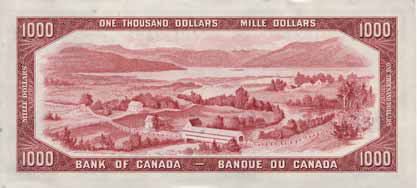 1000 ONE THOUSAND DOLLARS MILLE DOLLARS 1000
MILLE DOLLARS
ONE THOUSAND DOLLARS
1000 BANK OF CANADA — BANQUE DU CANADA 1000